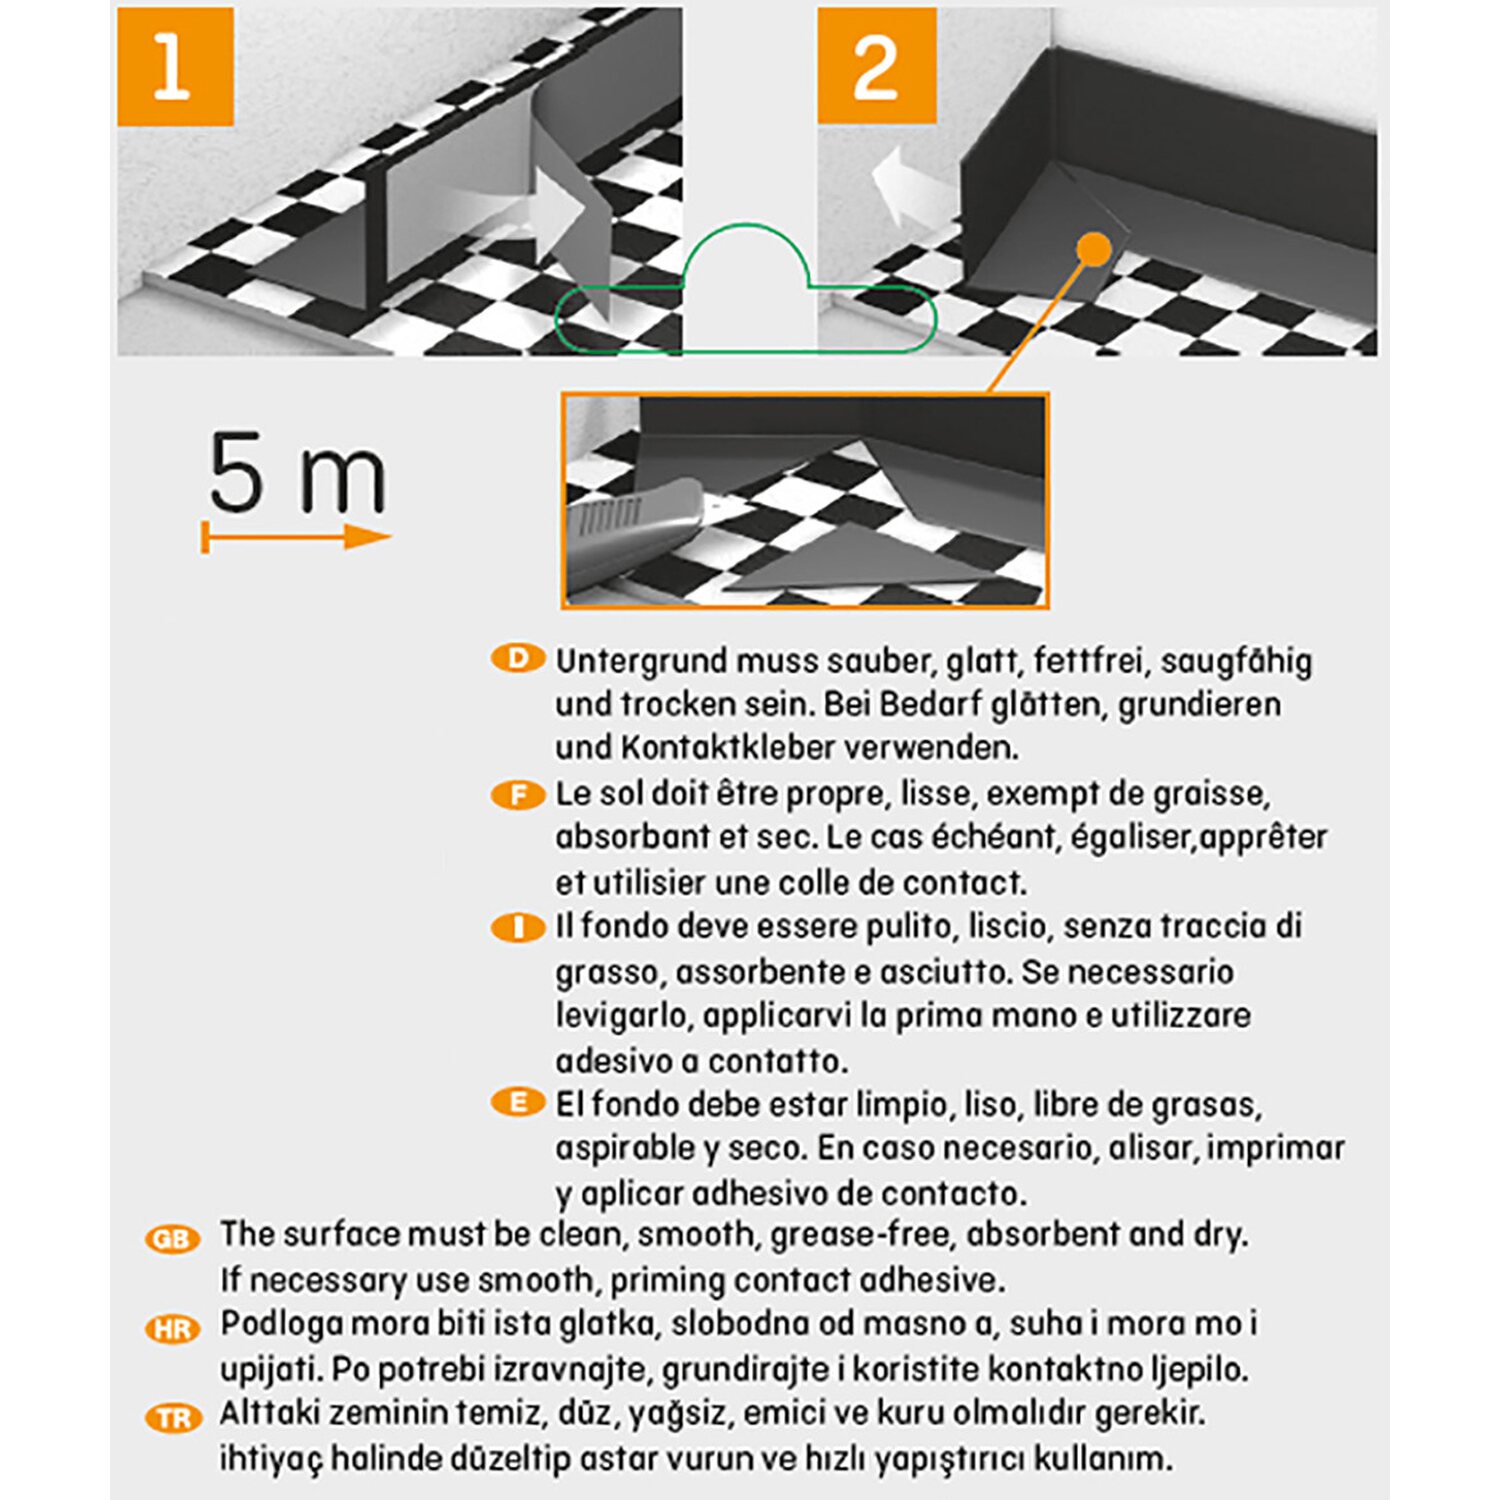 1
2
5 m
D Untergrund muss sauber, glatt, fettfrei, saugfähig
und trocken sein. Bei Bedarf glätten, grundieren
und Kontaktkleber verwenden.
F Le sol doit être propre, lisse, exempt de graisse,
absorbant et sec. Le cas échéant, égaliser,apprêter
et utilisier une colle de contact.
I Il fondo deve essere pulito, liscio, senza traccia di
grasso, assorbente e asciutto. Se necessario
levigarlo, applicarvi la prima mano e utilizzare
adesivo a contatto.
E El fondo debe estar limpio, liso, libre de grasas,
aspirable y seco. En caso necesario, alisar, imprimar
y aplicar adhesivo de contacto.
GB The surface must be clean, smooth, grease-free, absorbent and dry.
If necessary use smooth, priming contact adhesive.
HR Podloga mora biti ista glatka, slobodna od masno a, suha i mora mo i
upijati. Po potrebi izravnajte, grundirajte i koristite kontaktno ljepilo.
TR Alttaki zeminin temiz, düz, yağsiz, emici ve kuru olmalıdır gerekir.
ihtiyaç halinde düzeltip astar vurun ve hızlı yapıştırıcı kullanım.